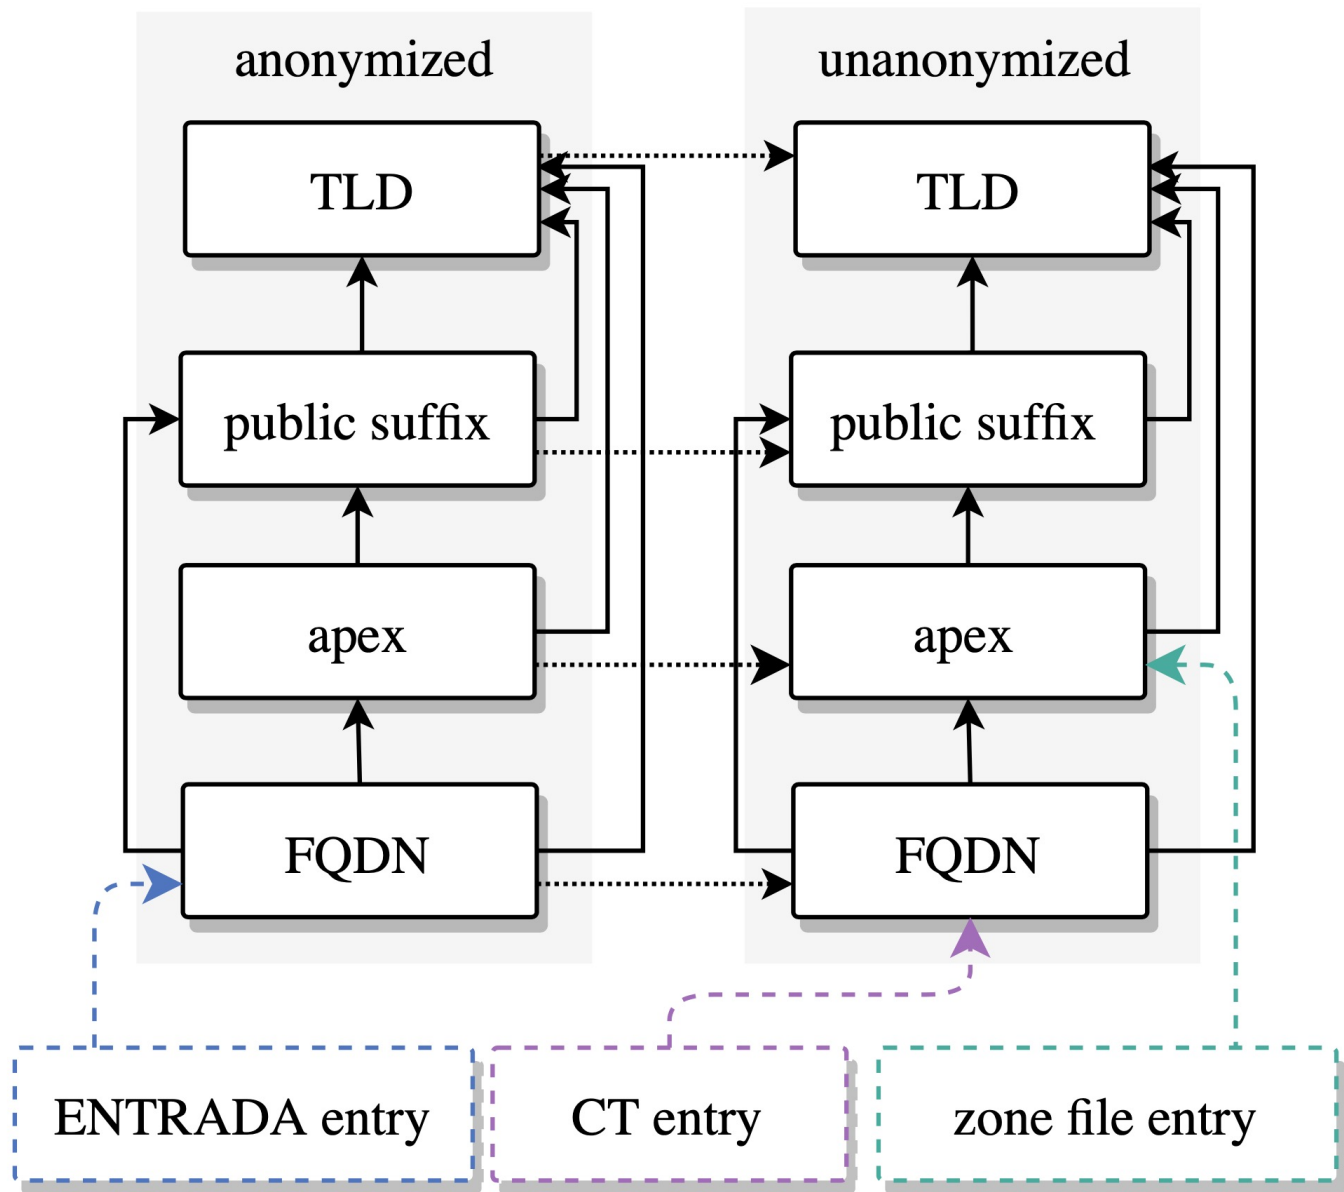 anonymized
unanonymized
TLD
TLD
public suffix
public suffix
apex
apex
FQDN
FQDN
ENTRADA entry
CT entry
zone file entry